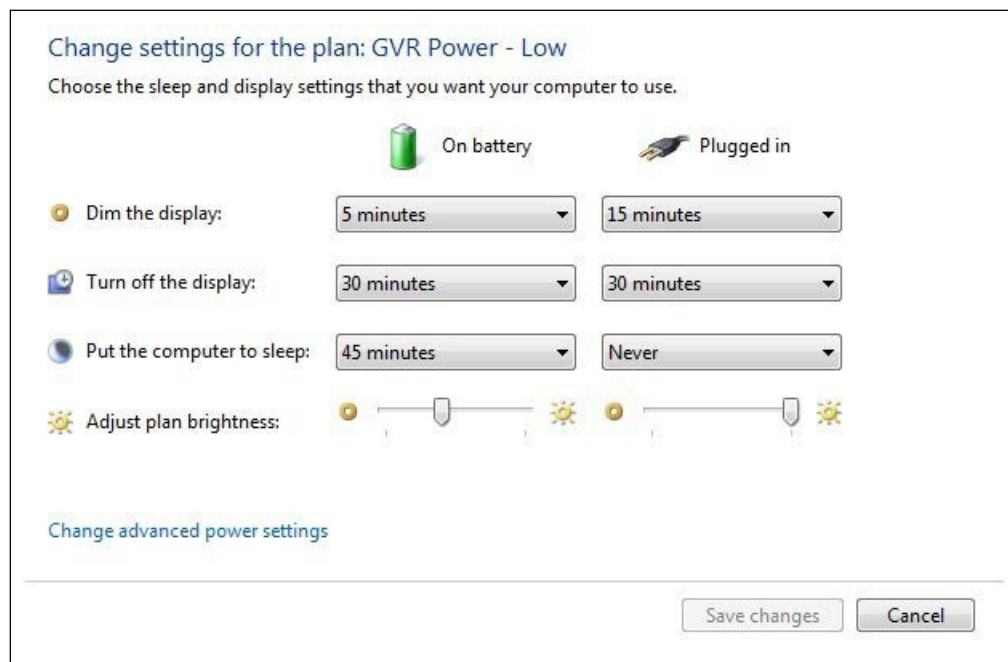 Change settings for the plan: GVR Power - Low
Choose the sleep and display settings that you want your computer to use.
On battery Plugged in
Dim the display: 5 minutes 15 minutes
Turn off the display: 30 minutes 30 minutes
Put the computer to sleep: 45 minutes Never
Adjust plan brightness:
Change advanced power settings
Save changes Cancel